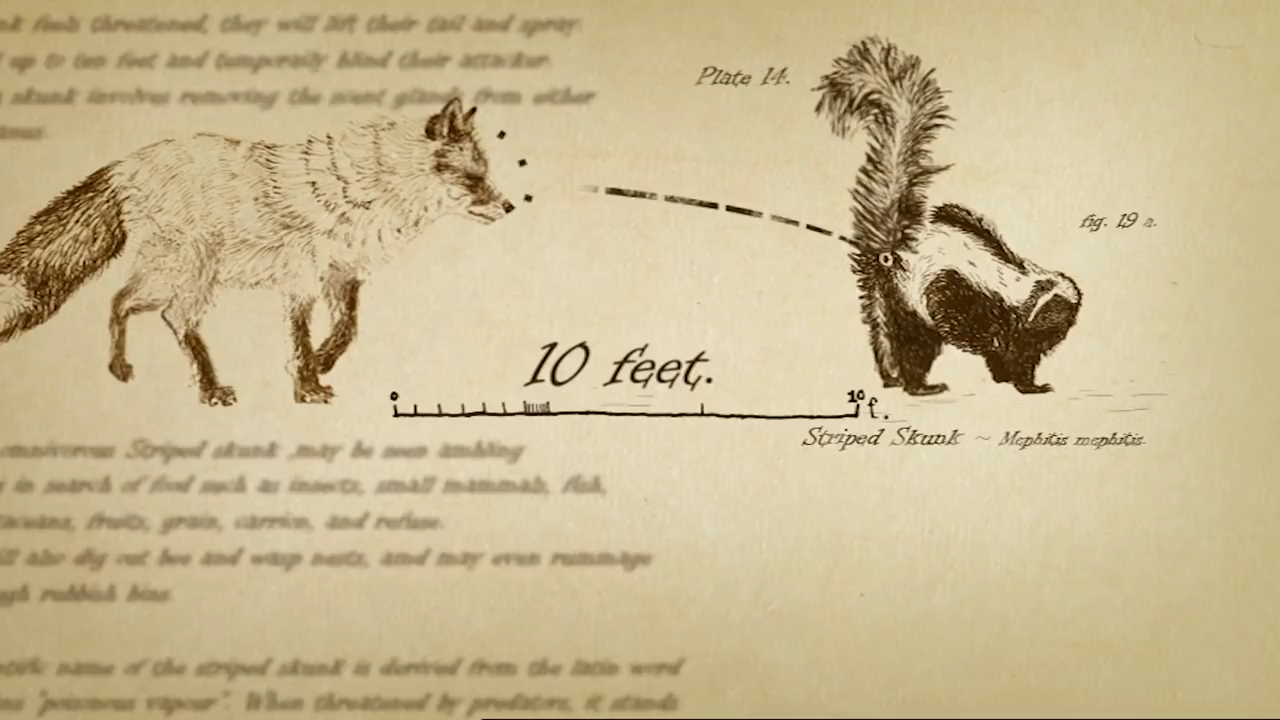 nk feels threatened, they will lift their tail and spray.
up to ten feet and temporally blind their attacker.
skunk involves removing the scent glands from either
Plate 14.
fig. 19 a.
10 feet.
0
10 f.
Striped Skunk ~ Mephitis mephitis.
omnivorous Striped skunk ,may be seen ambling
in search of food such as insects, small mammals, fish,
fruits, grain, carrion, and refuse.
ll also dig out bee and wasp nests, and may even rummage
gh rubbish bins.
ntific name of the striped skunk is derived from the latin word
ns "poisonous vapour". When threatened by predators, it stands